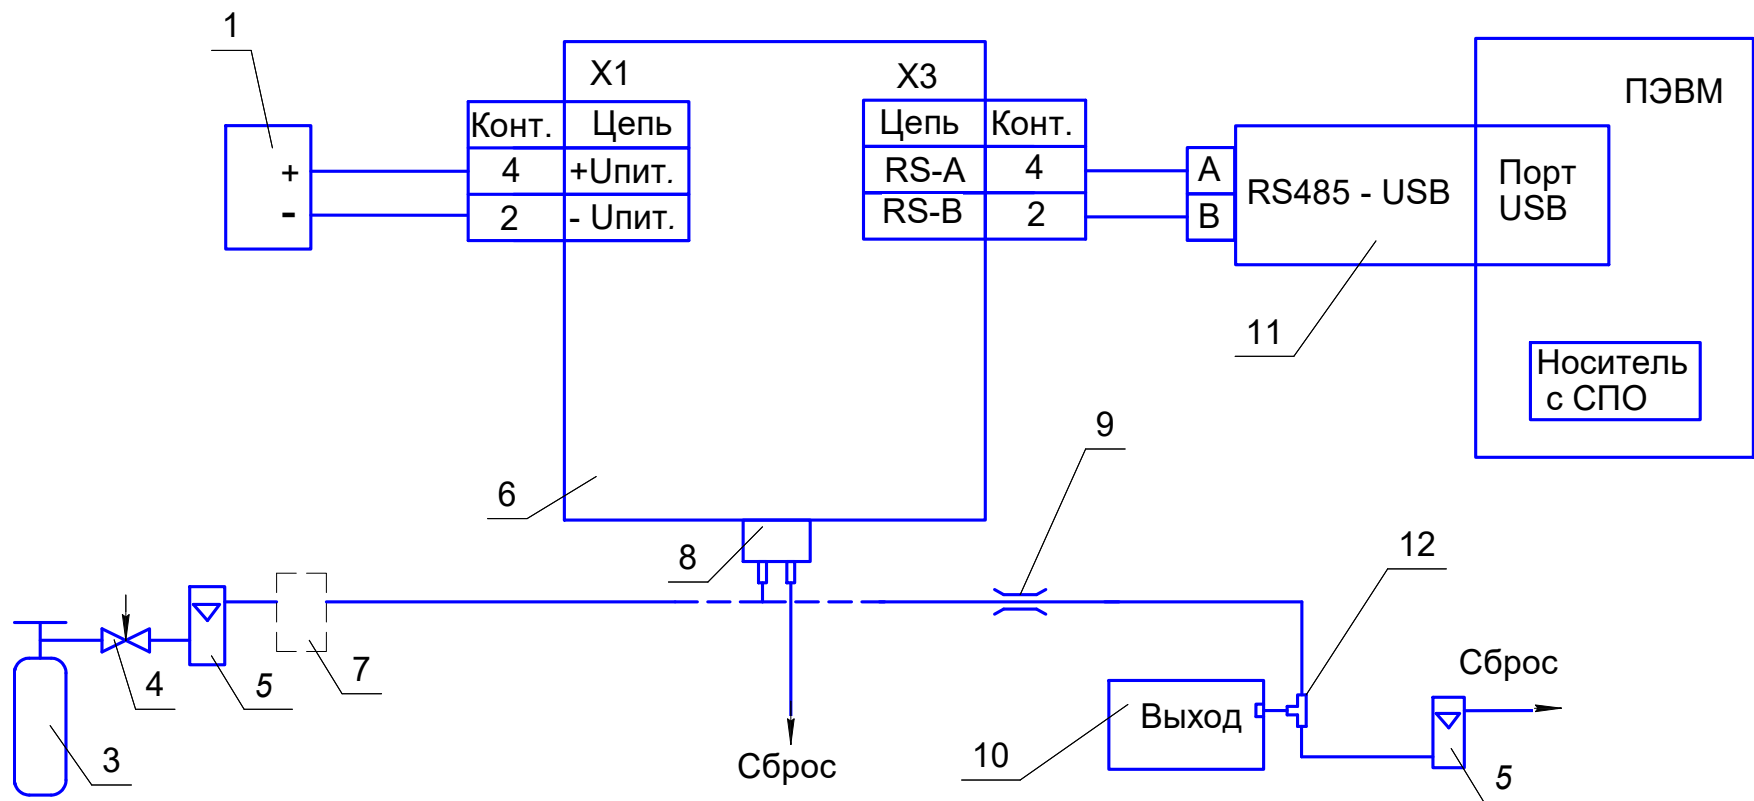 1
X1
X3
ПЭВМ
Конт.
Цепь
Цепь
Конт.
+
4
+Uпит.
RS-A
4
A
RS485 - USB
Порт
USB
-
2
- Uпит.
RS-B
2
B
11
Носитель
с СПО
9
6
8
12
7
4
5
Сброс
3
Сброс
10
Выход
5